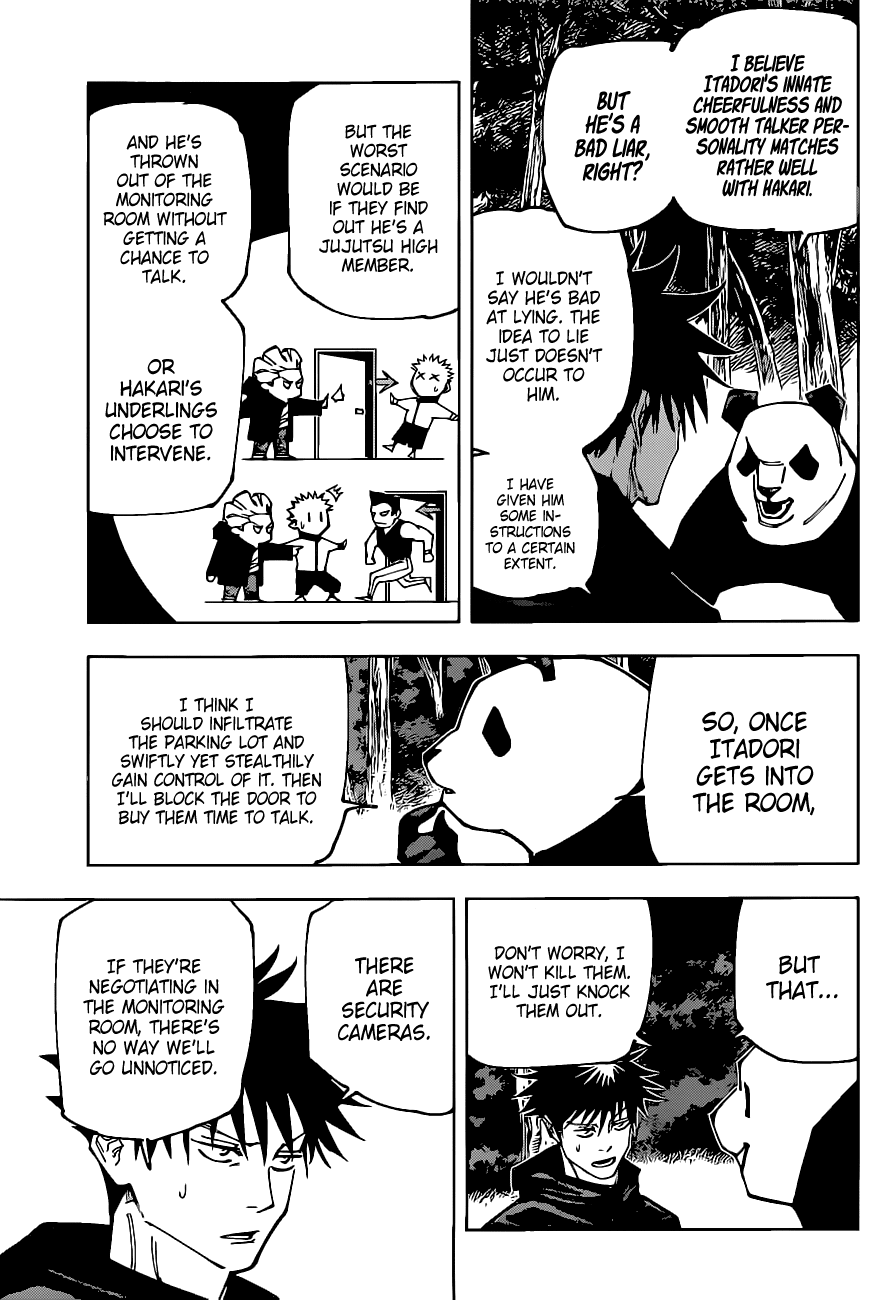 I BELIEVE
ITADORI'S INNATE
CHEERFULNESS AND
SMOOTH TALKER PER-
SONALITY MATCHES
RATHER WELL
WITH HAKARI.
BUT
HE'S A
BAD LIAR,
RIGHT?
I WOULDN'T
SAY HE'S BAD
AT LYING. THE
IDEA TO LIE
JUST DOESN'T
OCCUR TO
HIM.
I HAVE
GIVEN HIM
SOME IN-
STRUCTIONS
TO A CERTAIN
EXTENT.
BUT THE
WORST
SCENARIO
WOULD BE
IF THEY FIND
OUT HE'S A
JUJUTSU HIGH
MEMBER.
AND HE'S
THROWN
OUT OF THE
MONITORING
ROOM WITHOUT
GETTING A
CHANCE TO
TALK.
OR
HAKARI'S
UNDERLINGS
CHOOSE TO
INTERVENE.
SO, ONCE
ITADORI
GETS INTO
THE ROOM,
I THINK I
SHOULD INFILTRATE
THE PARKING LOT AND
SWIFTLY YET STEALTHILY
GAIN CONTROL OF IT. THEN
I'LL BLOCK THE DOOR TO
BUY THEM TIME TO TALK.
BUT
THAT...
DON'T WORRY, I
WON'T KILL THEM.
I'LL JUST KNOCK
THEM OUT.
THERE
ARE
SECURITY
CAMERAS.
IF THEY'RE
NEGOTIATING IN
THE MONITORING
ROOM, THERE'S
NO WAY WE'LL
GO UNNOTICED.